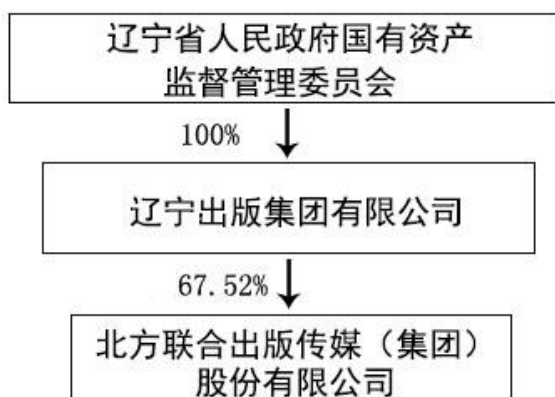 辽宁省人民政府国有资产
监督管理委员会
100%
辽宁出版集团有限公司
67.52%
北方联合出版传媒（集团）
股份有限公司